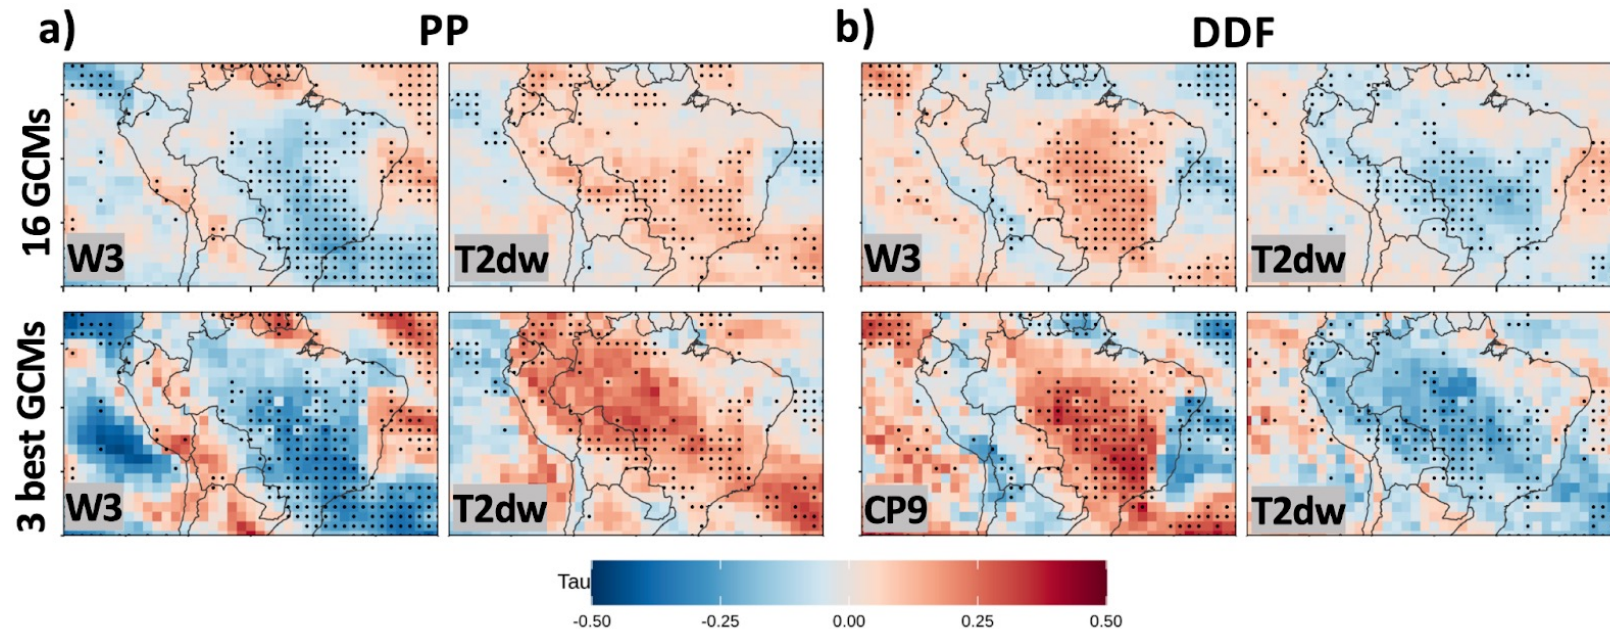 a) PP b) DDF
16 GCMs
W3 T2dw W3 T2dw
3 best GCMs
W3 T2dw CP9 T2dw
Tau
-0.50 -0.25 0.00 0.25 0.50